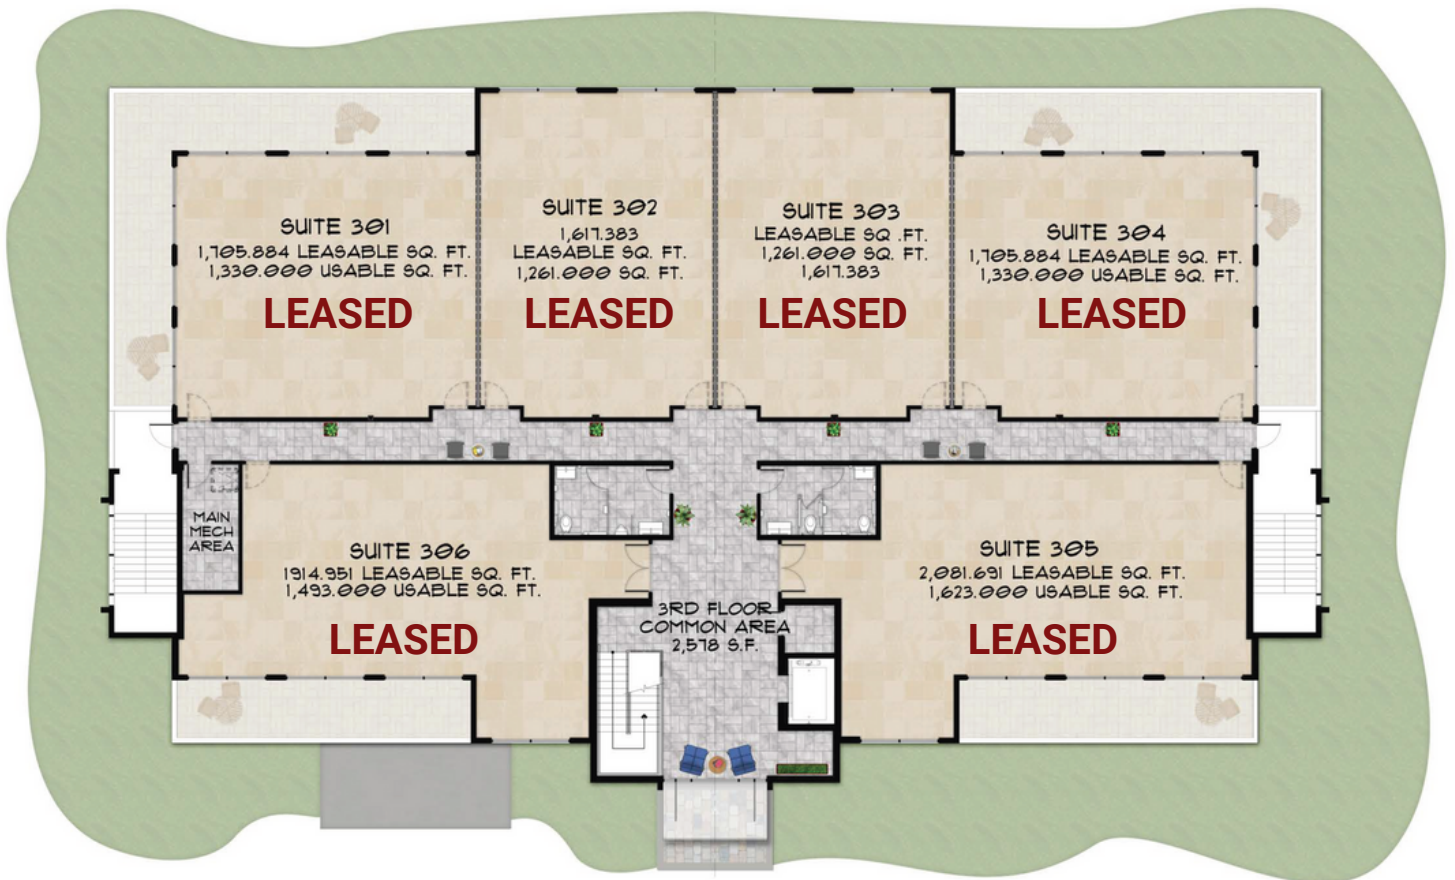 SUITE 301
1,705.884 LEASABLE SQ. FT.
1,330.000 USABLE SQ. FT.
LEASED
SUITE 302
1,617.383
LEASABLE SQ. FT.
1,261.000 SQ. FT.
LEASED
SUITE 303
LEASABLE SQ .FT.
1,261.000 SQ. FT.
1,617.383
LEASED
SUITE 304
1,705.884 LEASABLE SQ. FT.
1,330.000 USABLE SQ. FT.
LEASED
MAIN
MECH
AREA
SUITE 306
1914.951 LEASABLE SQ. FT.
1,493.000 USABLE SQ. FT.
LEASED
3RD FLOOR
COMMON AREA
2,578 S.F.
SUITE 305
2,081.691 LEASABLE SQ. FT.
1,623.000 USABLE SQ. FT.
LEASED